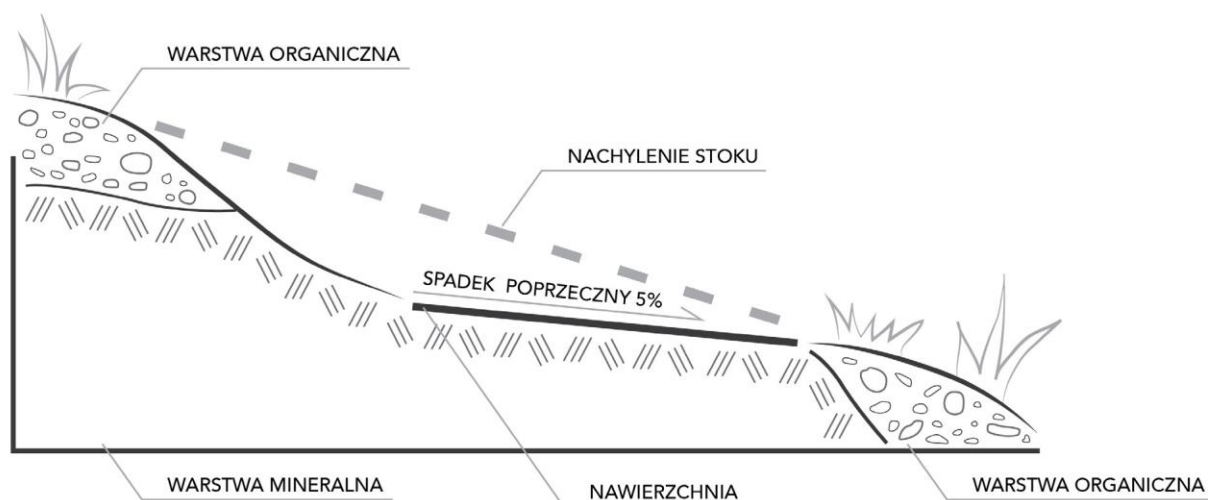 WARSTWA ORGANICZNA
NACHYLENIE STOKU
SPADEK POPRZECZNY 5%
WARSTWA MINERALNA
NAWIERZCHNIA
WARSTWA ORGANICZNA